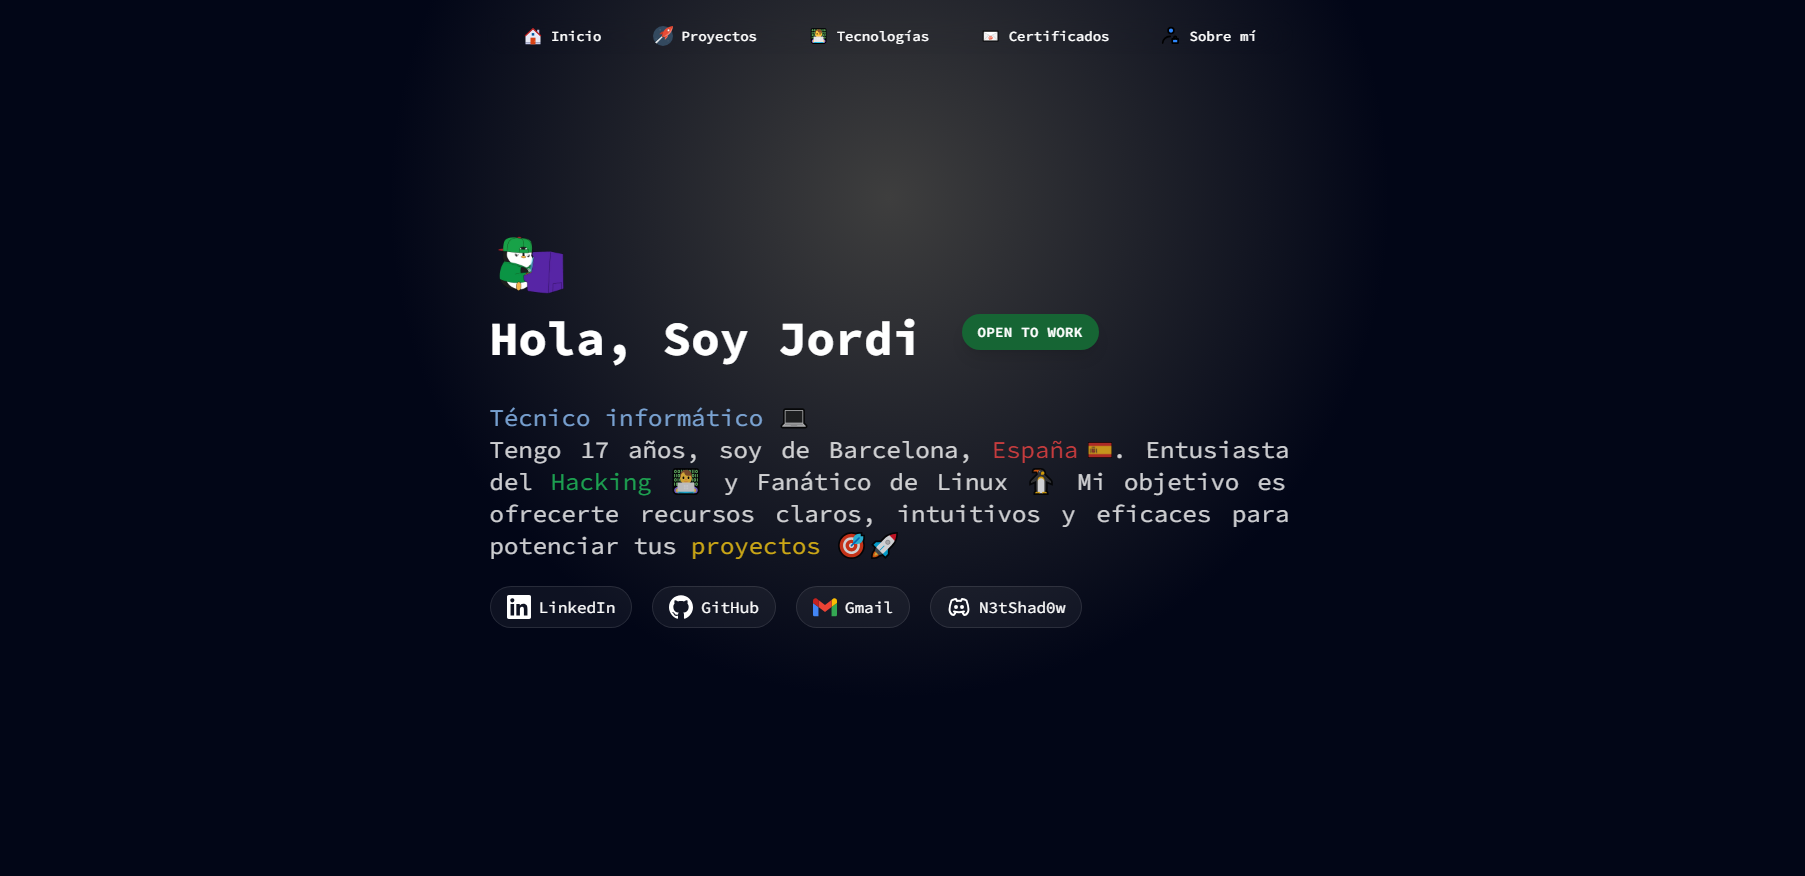 Inicio Proyectos Tecnologías Certificados Sobre mí
Hola, Soy Jordi OPEN TO WORK
Técnico informático
Tengo 17 años, soy de Barcelona, España. Entusiasta
del Hacking y Fanático de Linux Mi objetivo es
ofrecerte recursos claros, intuitivos y eficaces para
potenciar tus proyectos
LinkedIn GitHub Gmail N3tShad0w